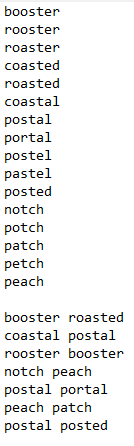 booster
rooster
roaster
coasted
roasted
coastal
postal
portal
postel
pastel
posted
notch
potch
patch
petch
peach

booster roasted
coastal postal
rooster booster
notch peach
postal portal
peach patch
postal posted